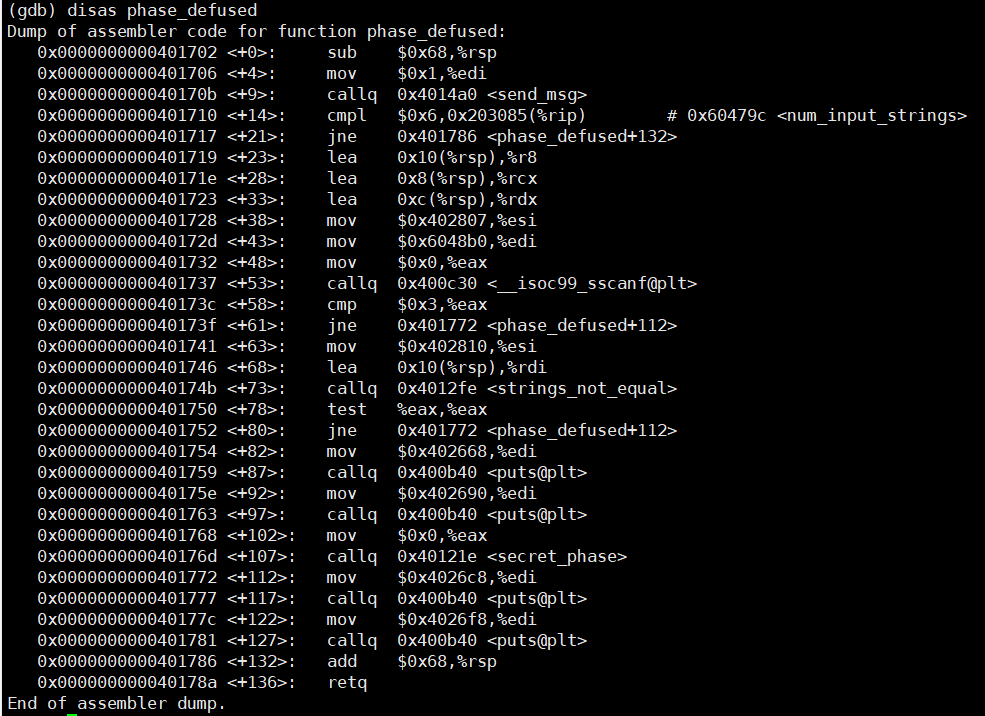 (gdb) disas phase_defused
Dump of assembler code for function phase_defused:
   0x0000000000401702 <+0>:     sub    $0x68,%rsp
   0x0000000000401706 <+4>:     mov    $0x1,%edi
   0x000000000040170b <+9>:     callq  0x4014a0 <send_msg>
   0x0000000000401710 <+14>:    cmpl   $0x6,0x203085(%rip)        # 0x60479c <num_input_strings>
   0x0000000000401717 <+21>:    jne    0x401786 <phase_defused+132>
   0x0000000000401719 <+23>:    lea    0x10(%rsp),%r8
   0x000000000040171e <+28>:    lea    0x8(%rsp),%rcx
   0x0000000000401723 <+33>:    lea    0xc(%rsp),%rdx
   0x0000000000401728 <+38>:    mov    $0x402807,%esi
   0x000000000040172d <+43>:    mov    $0x6048b0,%edi
   0x0000000000401732 <+48>:    mov    $0x0,%eax
   0x0000000000401737 <+53>:    callq  0x400c30 <__isoc99_sscanf@plt>
   0x000000000040173c <+58>:    cmp    $0x3,%eax
   0x000000000040173f <+61>:    jne    0x401772 <phase_defused+112>
   0x0000000000401741 <+63>:    mov    $0x402810,%esi
   0x0000000000401746 <+68>:    lea    0x10(%rsp),%rdi
   0x000000000040174b <+73>:    callq  0x4012fe <strings_not_equal>
   0x0000000000401750 <+78>:    test   %eax,%eax
   0x0000000000401752 <+80>:    jne    0x401772 <phase_defused+112>
   0x0000000000401754 <+82>:    mov    $0x402668,%edi
   0x0000000000401759 <+87>:    callq  0x400b40 <puts@plt>
   0x000000000040175e <+92>:    mov    $0x402690,%edi
   0x0000000000401763 <+97>:    callq  0x400b40 <puts@plt>
   0x0000000000401768 <+102>:   mov    $0x0,%eax
   0x000000000040176d <+107>:   callq  0x40121e <secret_phase>
   0x0000000000401772 <+112>:   mov    $0x4026c8,%edi
   0x0000000000401777 <+117>:   callq  0x400b40 <puts@plt>
   0x000000000040177c <+122>:   mov    $0x4026f8,%edi
   0x0000000000401781 <+127>:   callq  0x400b40 <puts@plt>
   0x0000000000401786 <+132>:   add    $0x68,%rsp
   0x000000000040178a <+136>:   retq
End of assembler dump.